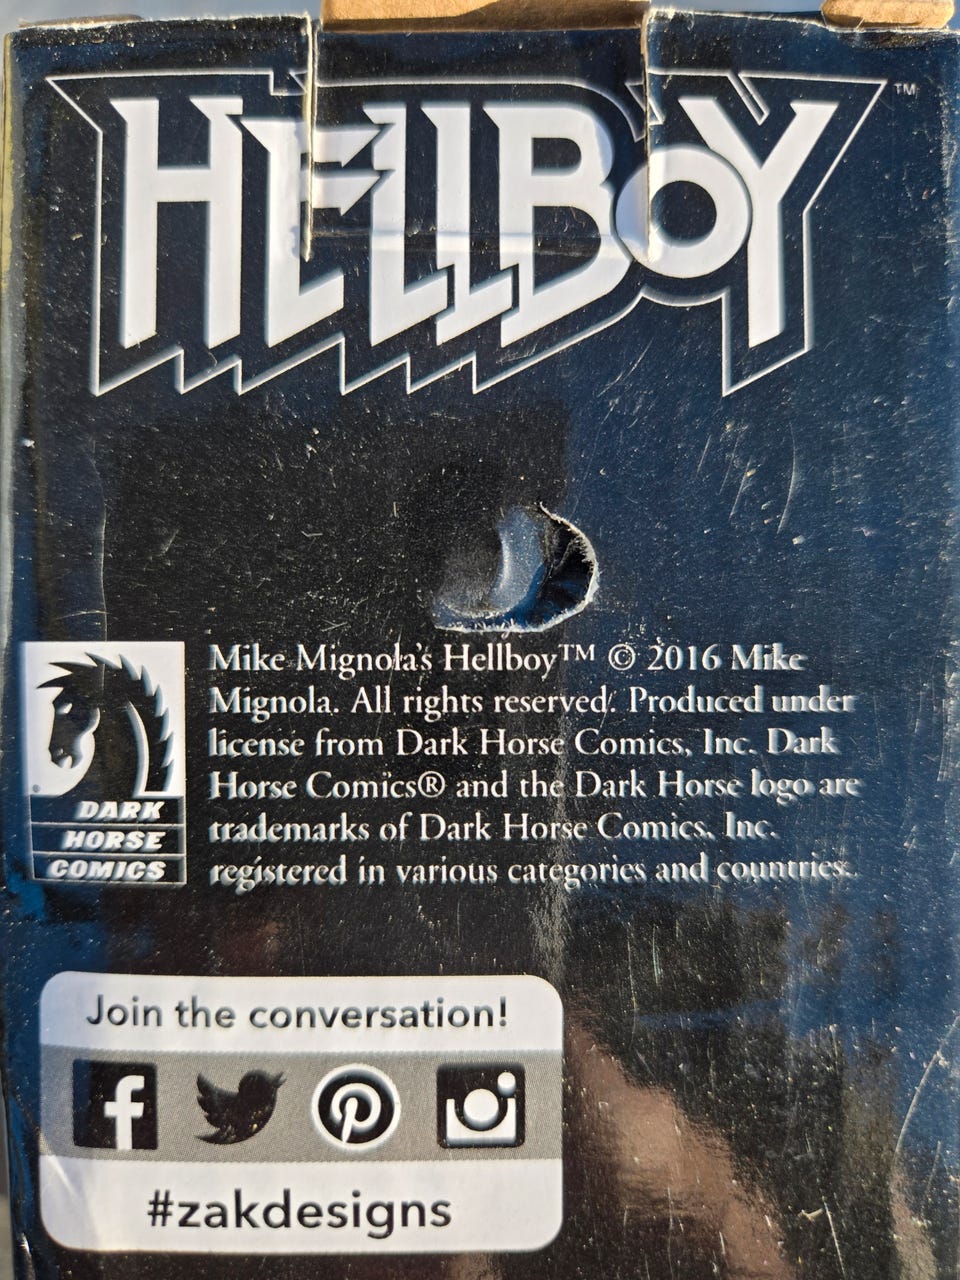 HELLBOY™
Mike Mignola's Hellboy™ © 2016 Mike
Mignola. All rights reserved. Produced under
license from Dark Horse Comics, Inc. Dark
Horse Comics® and the Dark Horse logo are
trademarks of Dark Horse Comics, Inc.
registered in various categories and countries.
DARK
HORSE
COMICS
Join the conversation!
#zakdesigns